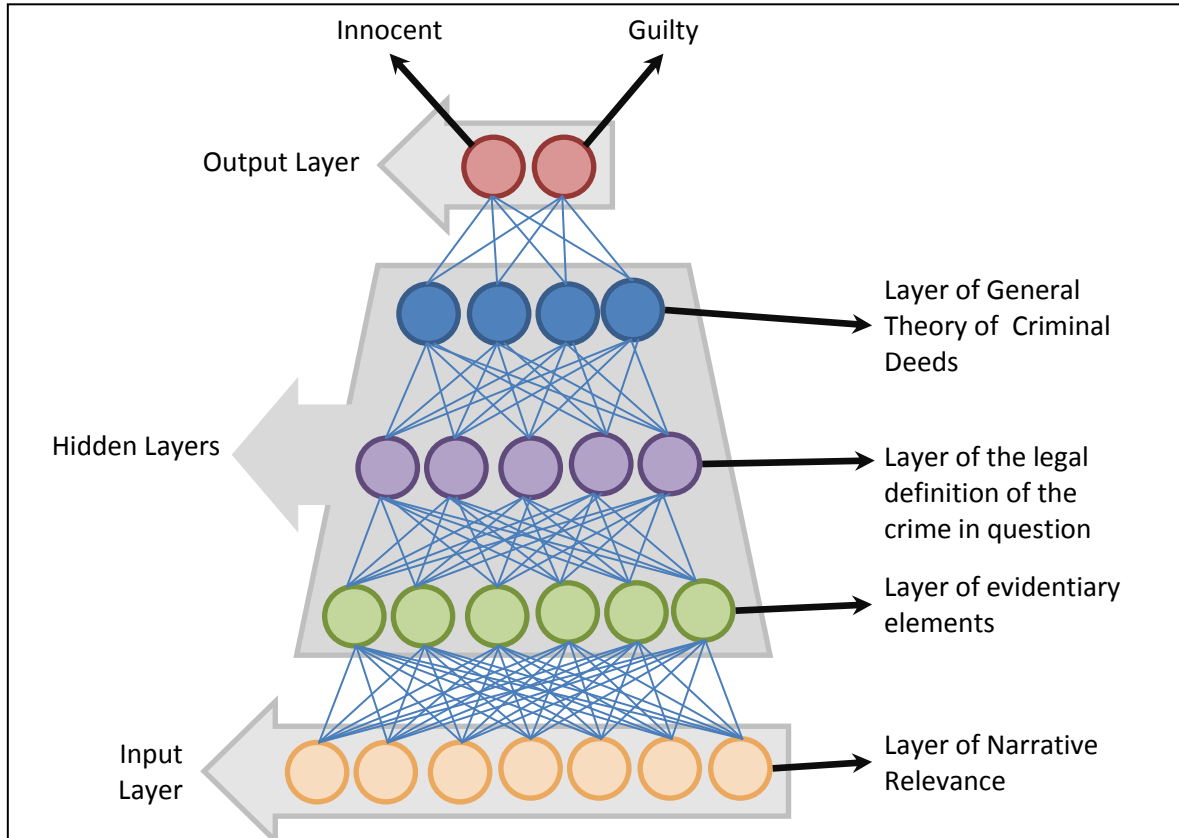 Innocent
Guilty
Output Layer
Layer of General
Theory of Criminal
Deeds
Hidden Layers
Layer of the legal
definition of the
crime in question
Layer of evidentiary
elements
Input
Layer
Layer of Narrative
Relevance